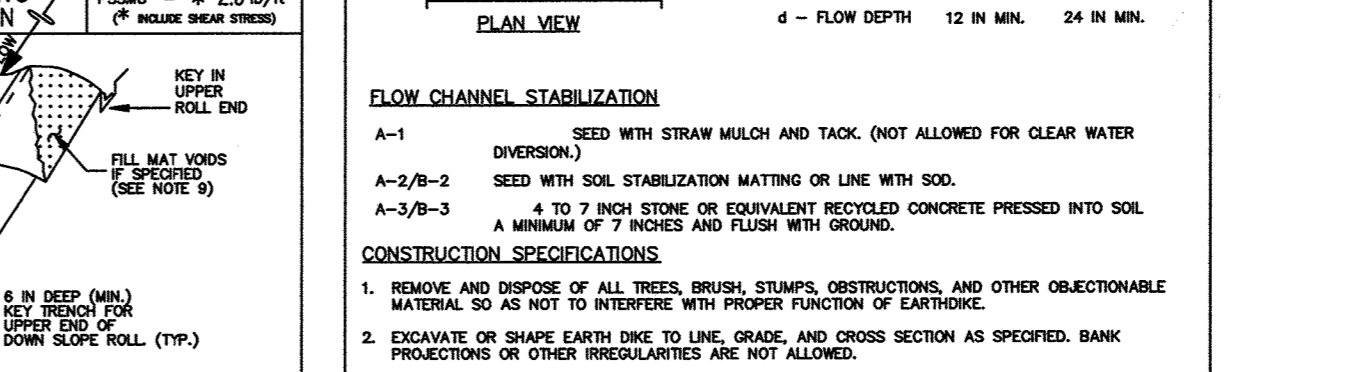 (* INCLUDE SHEAR STRESS)
KEY IN
UPPER
ROLL END
FILL MAT VOIDS
IF SPECIFIED
(SEE NOTE 9)
6 IN DEEP (MIN.)
KEY TRENCH FOR
UPPER END OF
DOWN SLOPE ROLL (TYP.)
PLAN VIEW
d – FLOW DEPTH 12 IN MIN. 24 IN MIN.
FLOW CHANNEL STABILIZATION
A-1 SEED WITH STRAW MULCH AND TACK. (NOT ALLOWED FOR CLEAR WATER
DIVERSION.)
A-2/B-2 SEED WITH SOIL STABILIZATION MATTING OR LINE WITH SOD.
A-3/B-3 4 TO 7 INCH STONE OR EQUIVALENT RECYCLED CONCRETE PRESSED INTO SOIL
A MINIMUM OF 7 INCHES AND FLUSH WITH GROUND.
CONSTRUCTION SPECIFICATIONS
1. REMOVE AND DISPOSE OF ALL TREES, BRUSH, STUMPS, OBSTRUCTIONS, AND OTHER OBJECTIONABLE
MATERIAL SO AS NOT TO INTERFERE WITH PROPER FUNCTION OF EARTHDIKE.
2. EXCAVATE OR SHAPE EARTH DIKE TO LINE, GRADE, AND CROSS SECTION AS SPECIFIED. BANK
PROJECTIONS OR OTHER IRREGULARITIES ARE NOT ALLOWED.